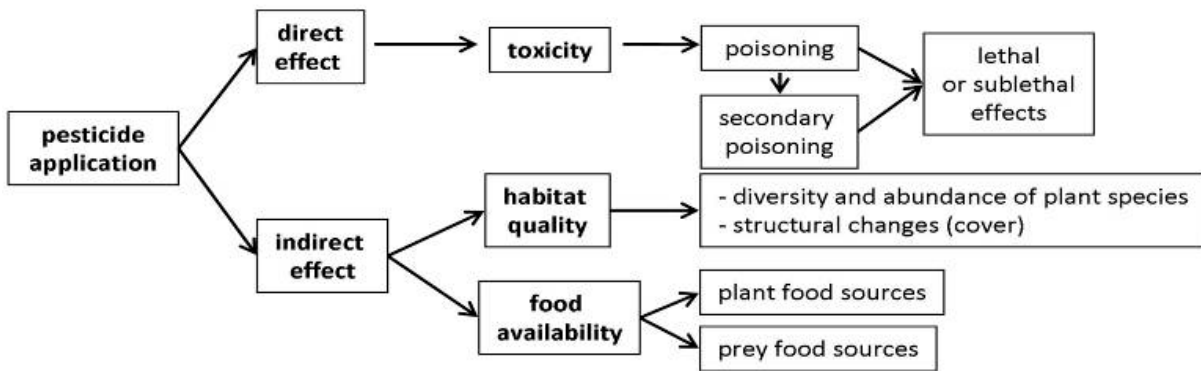 direct
effect
toxicity
poisoning
lethal
or sublethal
effects
secondary
poisoning
pesticide
application
habitat
quality
- diversity and abundance of plant species
- structural changes (cover)
indirect
effect
food
availability
plant food sources
prey food sources